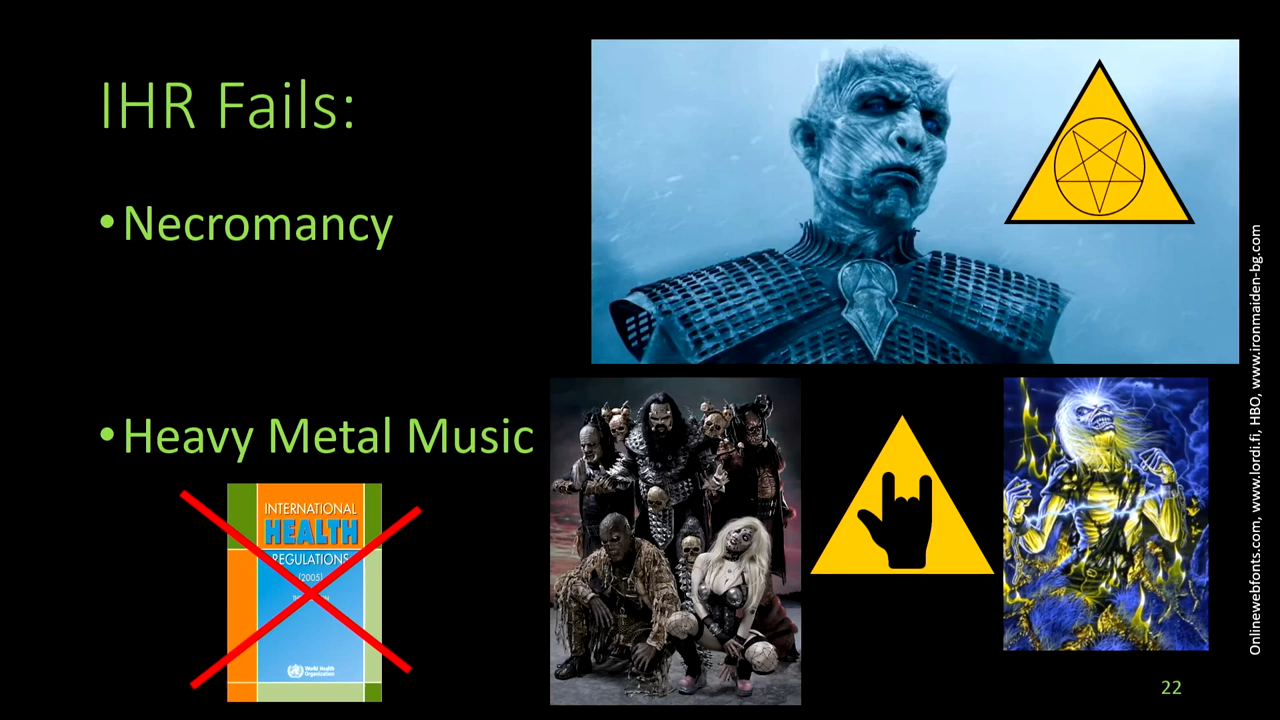 IHR Fails:
•Necromancy
•Heavy Metal Music
INTERNATIONAL
HEALTH
REGULATIONS
(2005)
World Health
Organization
Onlinewebfonts.com, www.lordi.fi, HBO, www.ironmaiden-bg.com
22